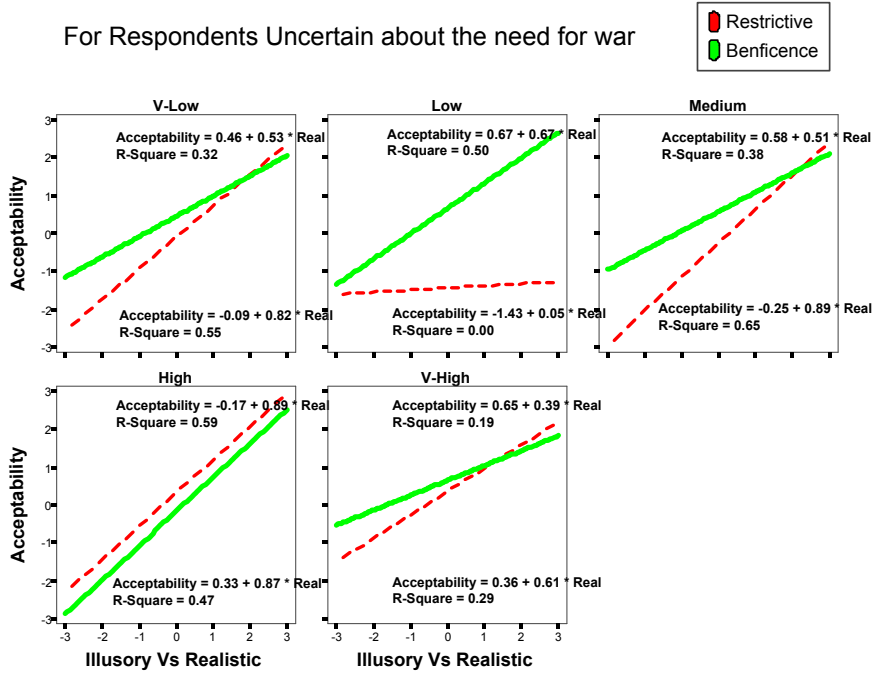 For Respondents Uncertain about the need for war
Restrictive
Benficence
V-Low
Low
Medium
Acceptability = 0.46 + 0.53 * Real
R-Square = 0.32
Acceptability = 0.67 + 0.67 * Real
R-Square = 0.50
Acceptability = 0.58 + 0.51 * Real
R-Square = 0.38
3
2
1
0
-1
-2
-3
Acceptability
Acceptability = -0.09 + 0.82 * Real
R-Square = 0.55
Acceptability = -1.43 + 0.05 * Real
R-Square = 0.00
Acceptability = -0.25 + 0.89 * Real
R-Square = 0.65
High
V-High
Acceptability = -0.17 + 0.89 * Real
R-Square = 0.59
Acceptability = 0.65 + 0.39 * Real
R-Square = 0.19
3
2
1
0
-1
-2
-3
Acceptability
Acceptability = 0.33 + 0.87 * Real
R-Square = 0.47
Acceptability = 0.36 + 0.61 * Real
R-Square = 0.29
-3 -2 -1 0 1 2 3
-3 -2 -1 0 1 2 3
Illusory Vs Realistic
Illusory Vs Realistic